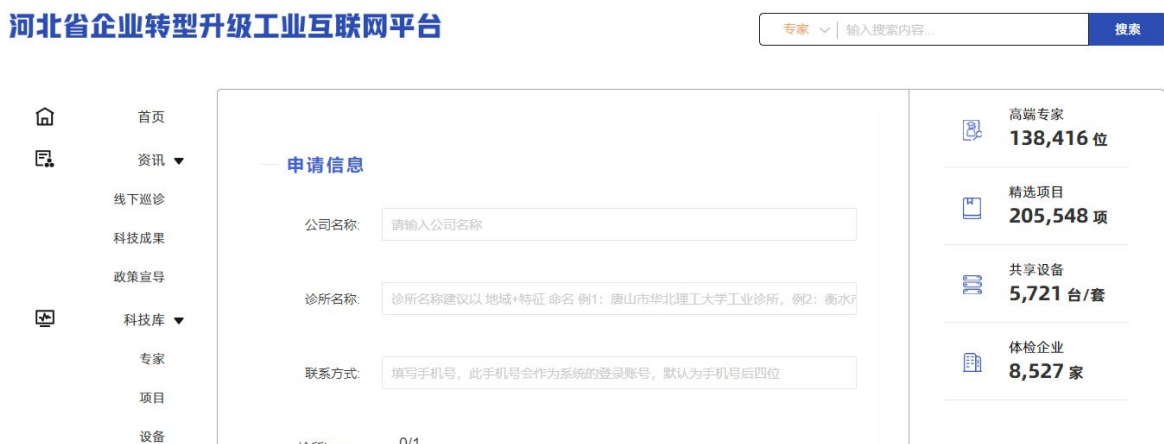 河北省企业转型升级工业互联网平台
专家
输入搜索内容...
搜索
首页
资讯
线下巡诊
科技成果
政策宣导
科技库
专家
项目
设备
申请信息
公司名称:
请输入公司名称
诊所名称:
诊所名称建议以 地域+特征 命名 例1：唐山市华北理工大学工业诊所，例2：衡水
联系方式:
填写手机号，此手机号会作为系统的登录账号，默认为手机号后四位
0/1
高端专家
138,416 位
精选项目
205,548 项
共享设备
5,721 台/套
体检企业
8,527 家